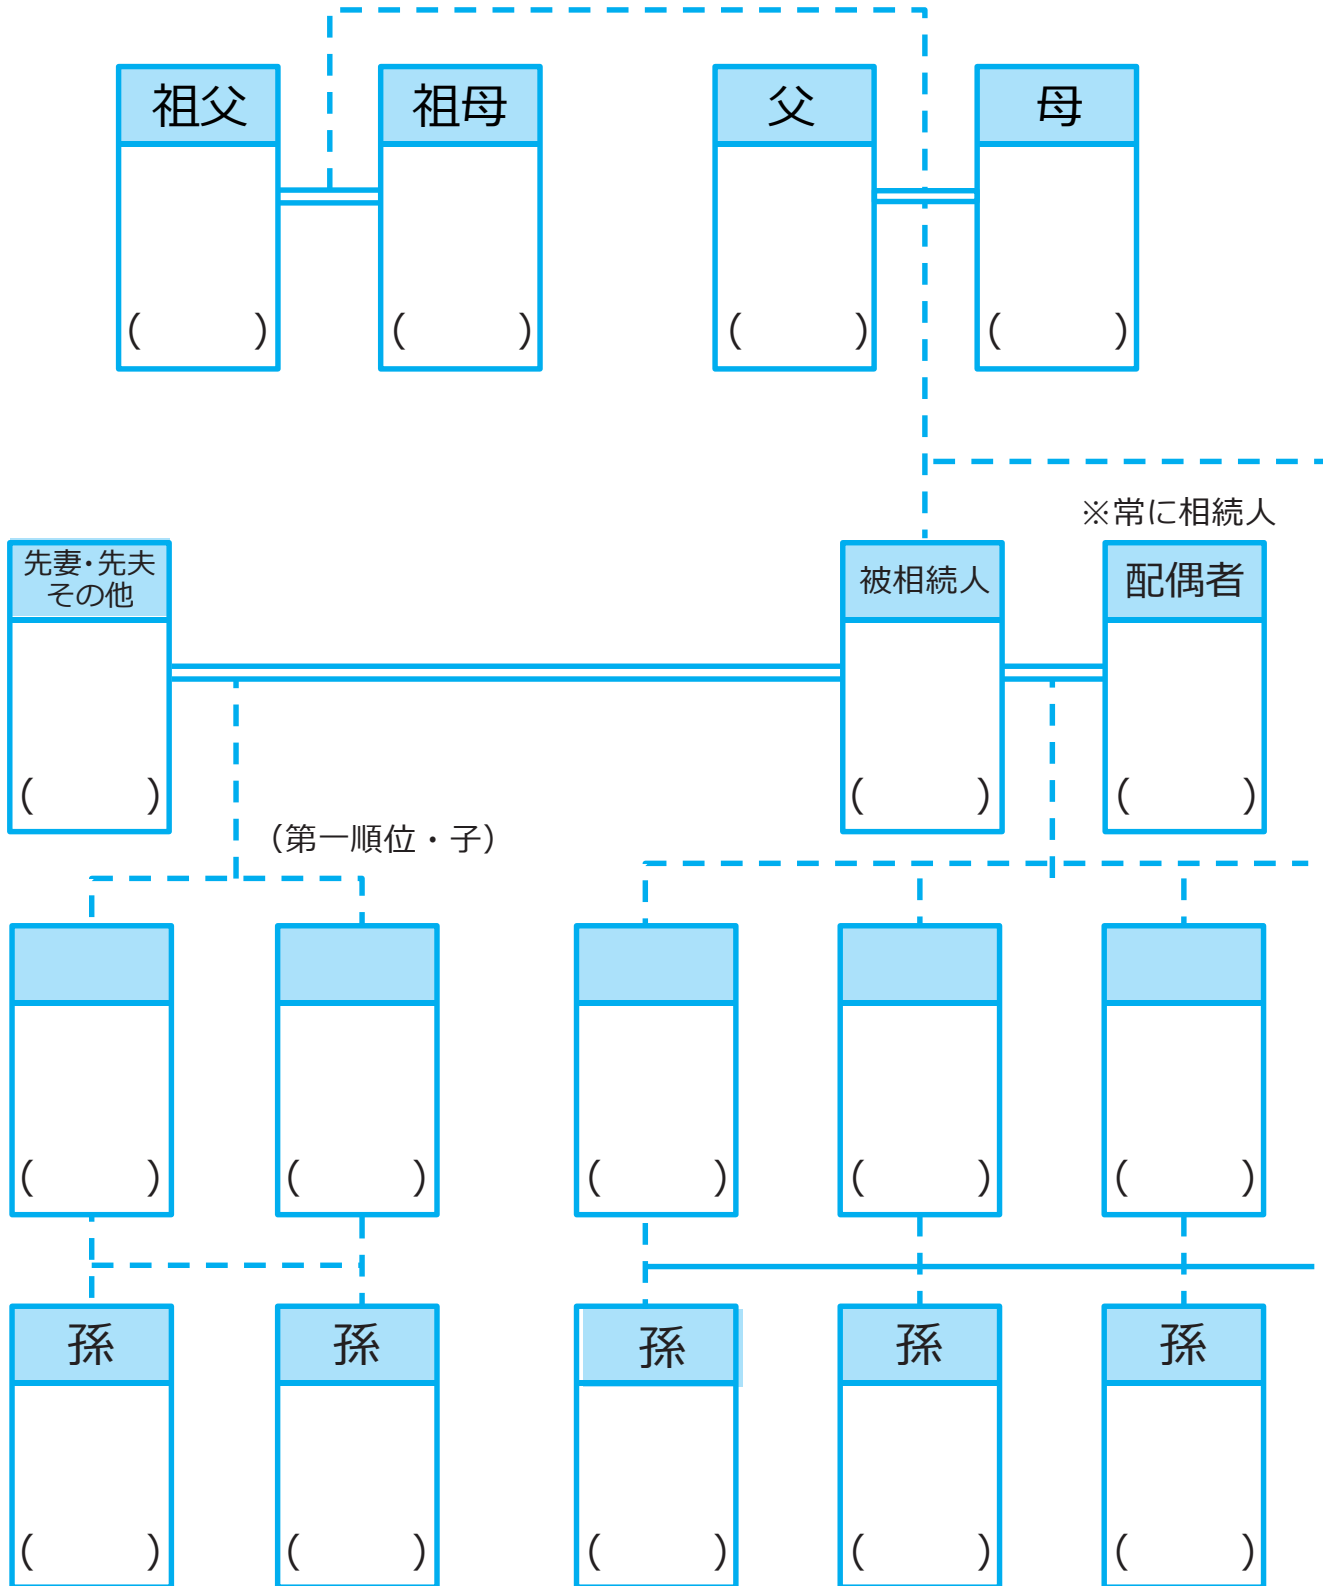 祖父
祖母
父
母
(　　)
(　　)
(　　)
(　　)
※常に相続人
先妻・先夫
その他
被相続人
配偶者
(　　)
(　　)
(　　)
(第一順位・子)
(　　)
(　　)
(　　)
(　　)
(　　)
孫
孫
孫
孫
孫
(　　)
(　　)
(　　)
(　　)
(　　)